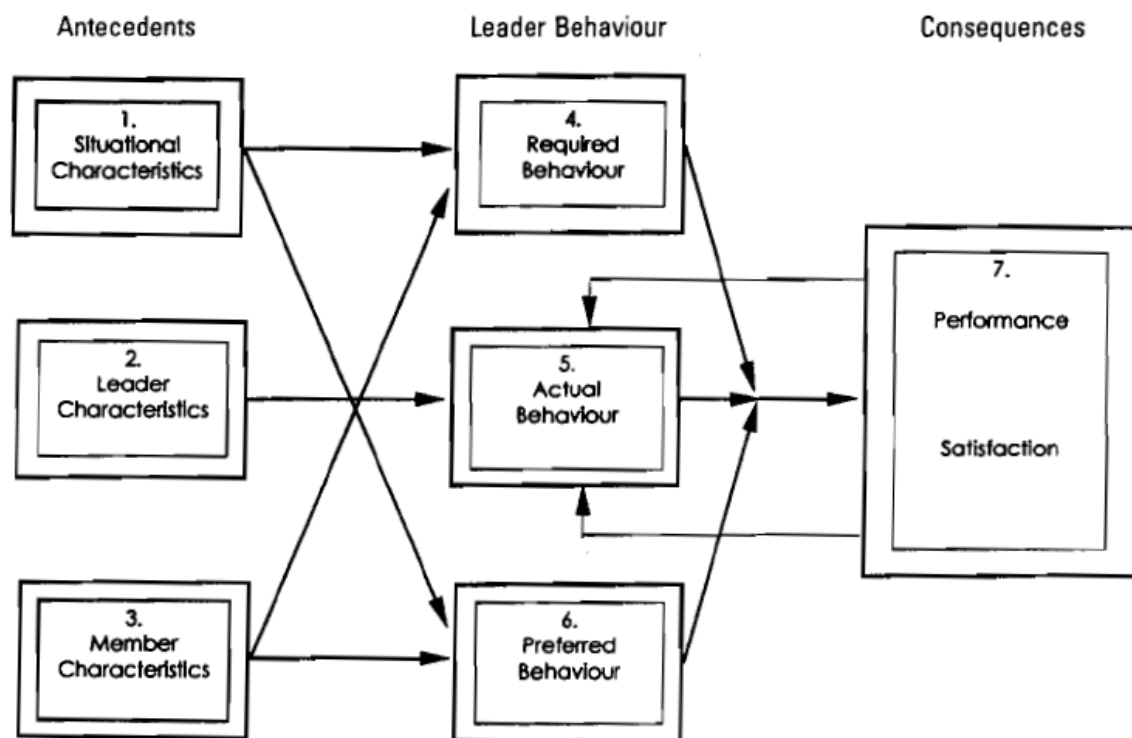 Antecedents
Leader Behaviour
Consequences
1.
Situational
Characteristics
4.
Required
Behaviour
2.
Leader
Characteristics
5.
Actual
Behaviour
7.
Performance
Satisfaction
3.
Member
Characteristics
6.
Preferred
Behaviour